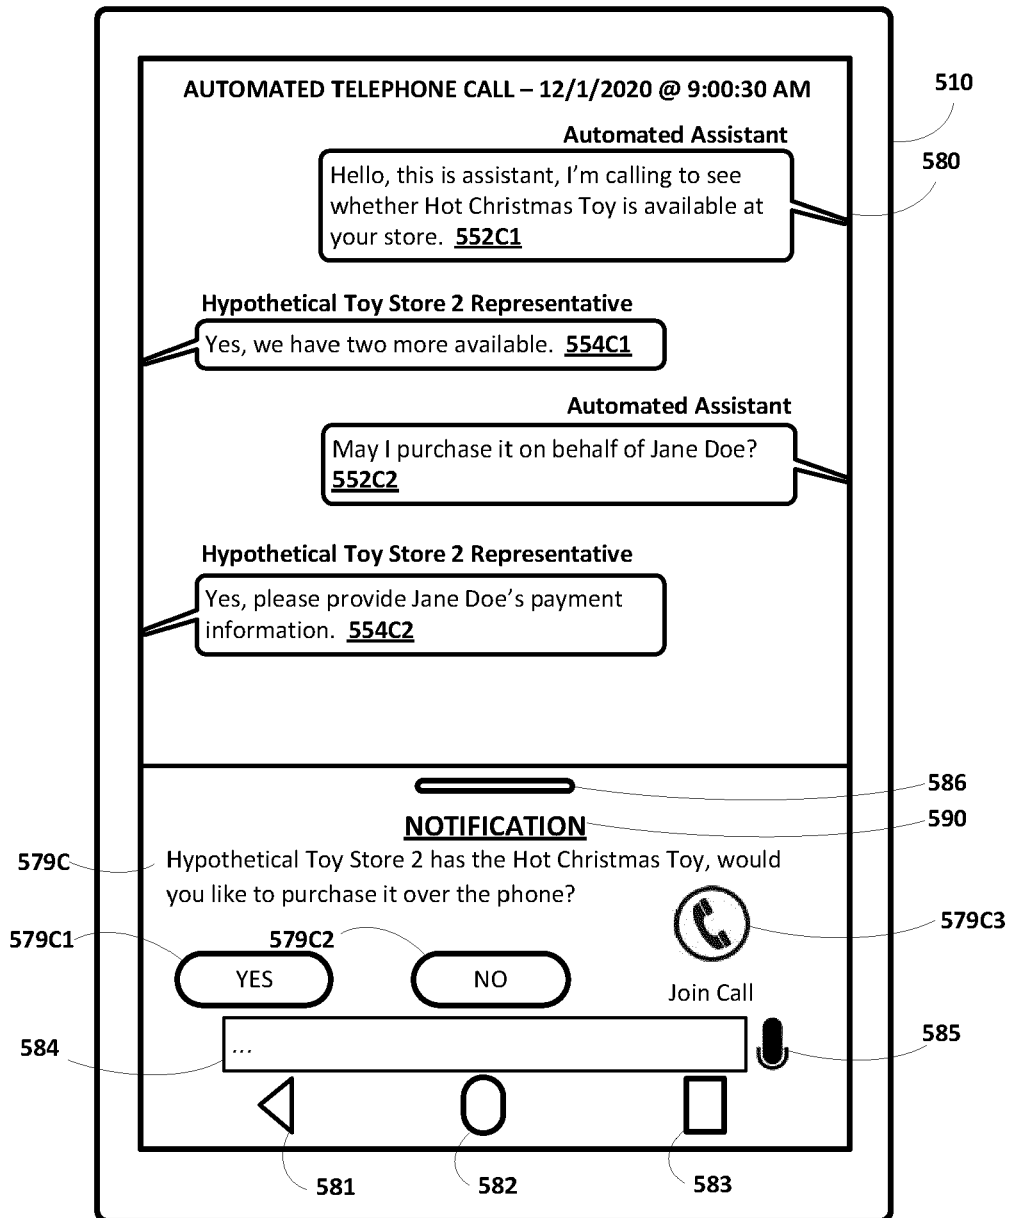 AUTOMATED TELEPHONE CALL – 12/1/2020 @ 9:00:30 AM
510
Automated Assistant
580
Hello, this is assistant, I'm calling to see
whether Hot Christmas Toy is available at
your store. 552C1
Hypothetical Toy Store 2 Representative
Yes, we have two more available. 554C1
Automated Assistant
May I purchase it on behalf of Jane Doe?
552C2
Hypothetical Toy Store 2 Representative
Yes, please provide Jane Doe's payment
information. 554C2
586
NOTIFICATION
590
579C
Hypothetical Toy Store 2 has the Hot Christmas Toy, would
you like to purchase it over the phone?
579C3
579C1
579C2
YES
NO
Join Call
584
...
585
581
582
583